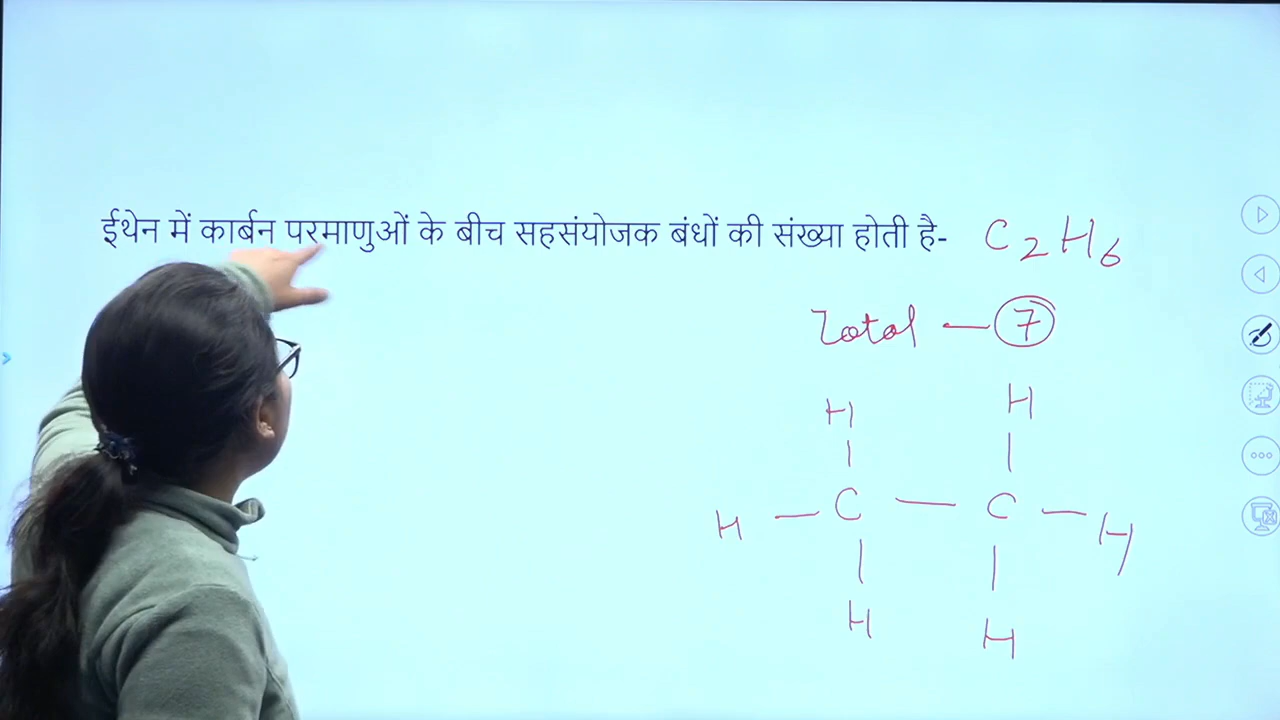 ईथेन में कार्बन परमाणुओं के बीच सहसंयोजक बंधों की संख्या होती है- C2H6
Total — 7
H H
H — C — C — H
H H